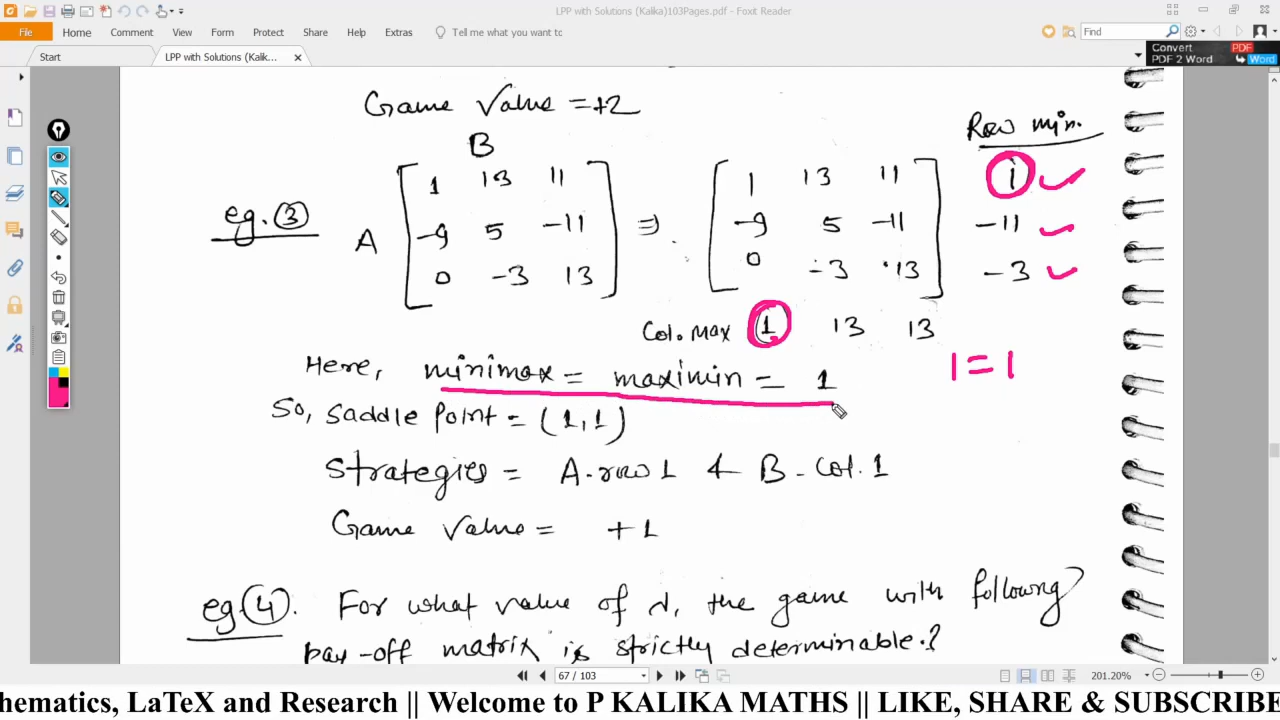 LPP with Solutions (Kalika)103Pages.pdf - Foxit Reader
File Home Comment View Form Protect Share Help Extras Tell me what you want to Find
Start LPP with Solutions (Kalik... × Convert PDF
PDF 2 Word Word
Game Value = +2
B
Row min.
1 13 11 1 13 11 1
eg. ③ A -9 5 -11 ⇒ -9 5 -11 -11
0 -3 13 0 -3 13 -3
Col. Max 1 13 13
Here, minimax = maximin = 1 1 = 1
So, Saddle Point = (1,1)
Strategies = A-row 1 & B-Col. 1
Game Value = +1
eg ④. For what value of λ, the game with following
pay-off matrix is strictly determinable.?
67 / 103 201.20%
hematics, LaTeX and Research || Welcome to P KALIKA MATHS || LIKE, SHARE & SUBSCRIBE